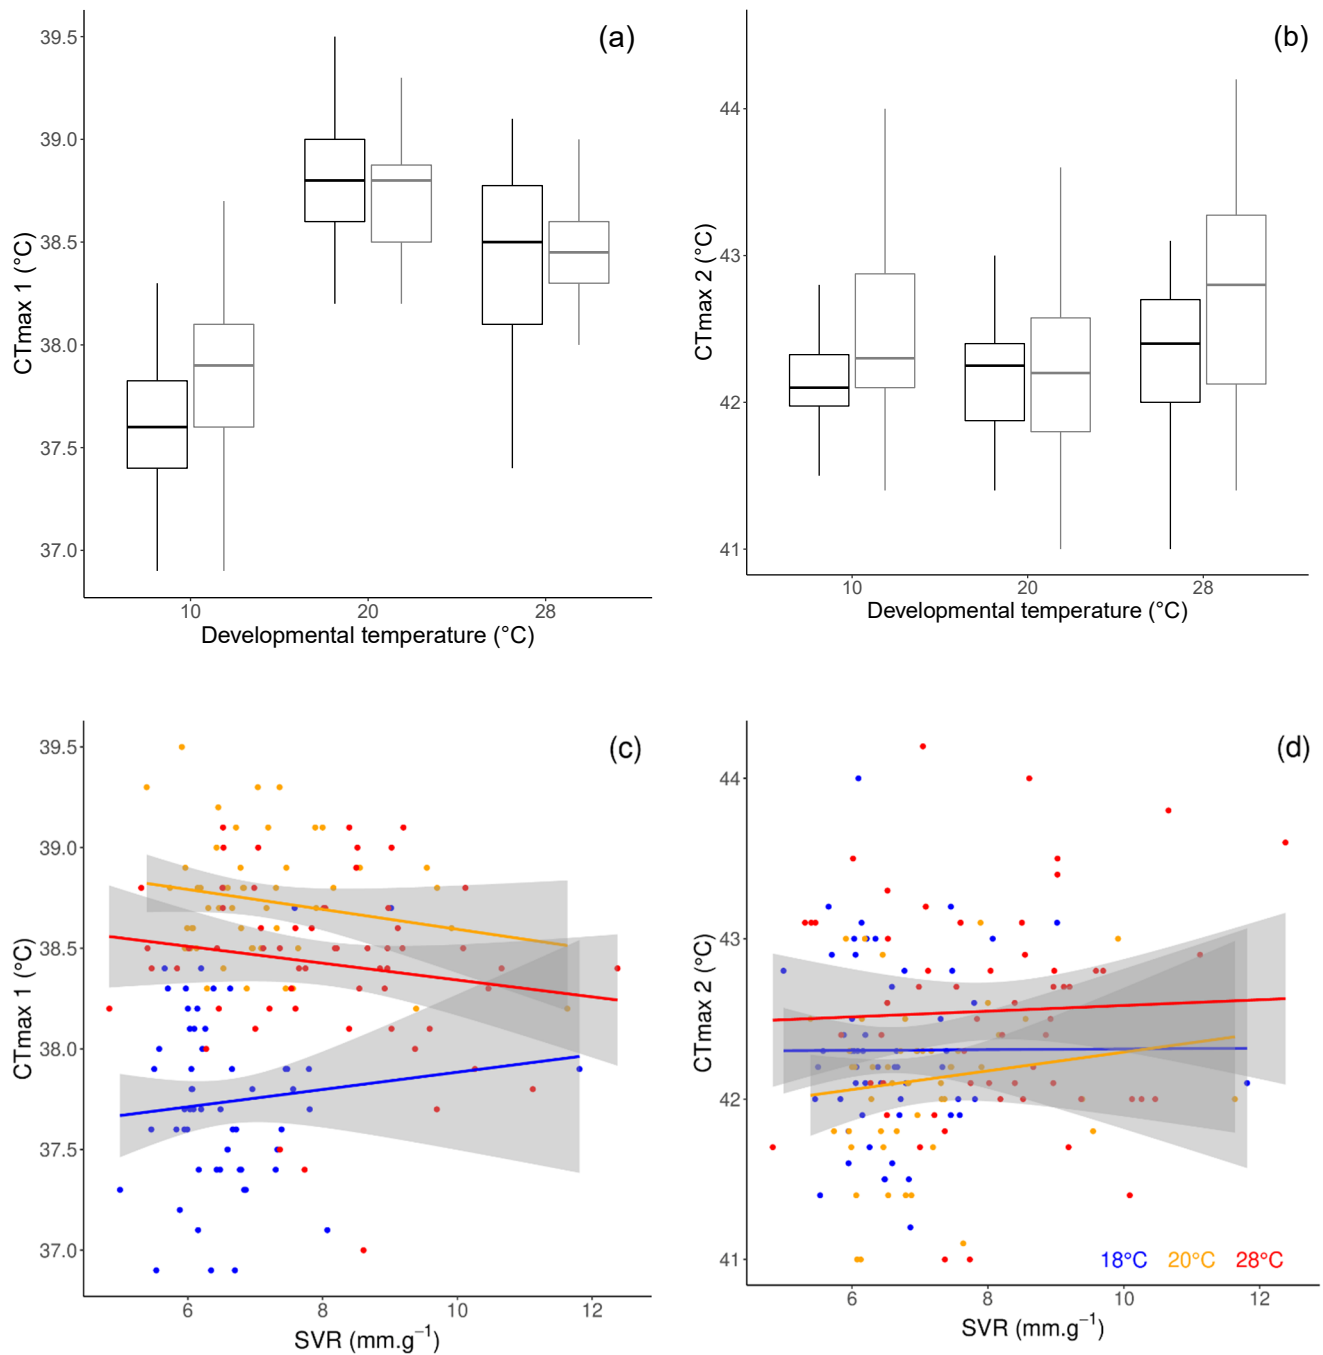 (a)
39.5
39.0
38.5
38.0
37.5
37.0
CTmax 1 (°C)
10 20 28
Developmental temperature (°C)
(b)
44
43
42
41
CTmax 2 (°C)
10 20 28
Developmental temperature (°C)
(c)
39.5
39.0
38.5
38.0
37.5
37.0
CTmax 1 (°C)
6 8 10 12
SVR (mm.g⁻¹)
(d)
44
43
42
41
CTmax 2 (°C)
18°C 20°C 28°C
6 8 10 12
SVR (mm.g⁻¹)